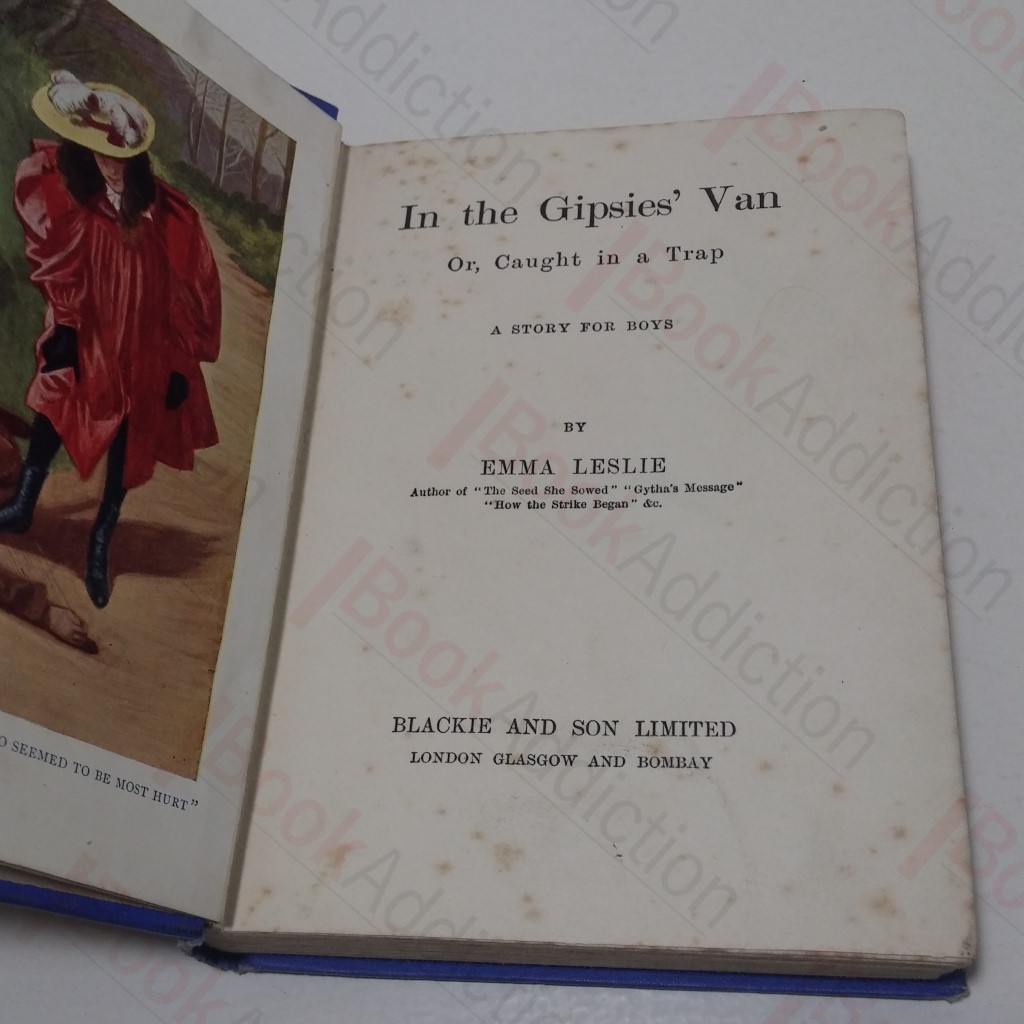 SEEMED TO BE MOST HURT"
In the Gipsies' Van
Or, Caught in a Trap
A STORY FOR BOYS
BY
EMMA LESLIE
Author of "The Seed She Sowed" "Gytha's Message"
"How the Strike Began" &c.
BLACKIE AND SON LIMITED
LONDON GLASGOW AND BOMBAY
BookAddiction